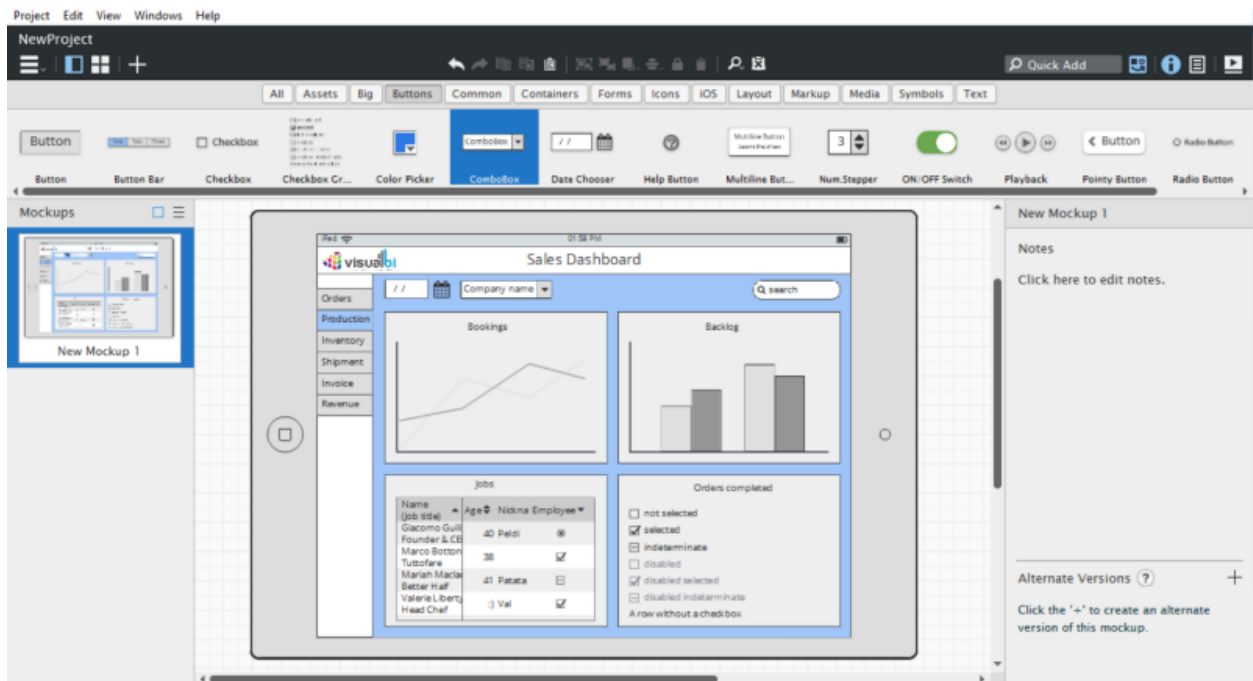 Project Edit View Windows Help
NewProject
Quick Add
All Assets Big Buttons Common Containers Forms Icons iOS Layout Markup Media Symbols Text
Button
One Two Three
Checkbox
ComboBox
/ /
Multiline Button
3
Button
Radio Button
Button Button Bar Checkbox Checkbox Gr... Color Picker ComboBox Date Chooser Help Button Multiline But... Num.Stepper ON/OFF Switch Playback Pointy Button Radio Button
Mockups
New Mockup 1
iPad 01:58 PM
visualbi
Sales Dashboard
/ / Company name search
Orders
Production
Inventory
Shipment
Invoice
Revenue
Bookings
Backlog
Jobs
Name
(job title) Age Nickna Employee
Giacomo Guili
Founder & CE
40 Peldi
Marco Botton
Tuttofare
38
Mariah Maclac
Better Half
41 Patata
Valerie Liberty
Head Chef
:) Val
Orders completed
not selected
selected
indeterminate
disabled
disabled selected
disabled indeterminate
A row without a checkbox
New Mockup 1
Notes
Click here to edit notes.
Alternate Versions ? +
Click the '+' to create an alternate
version of this mockup.